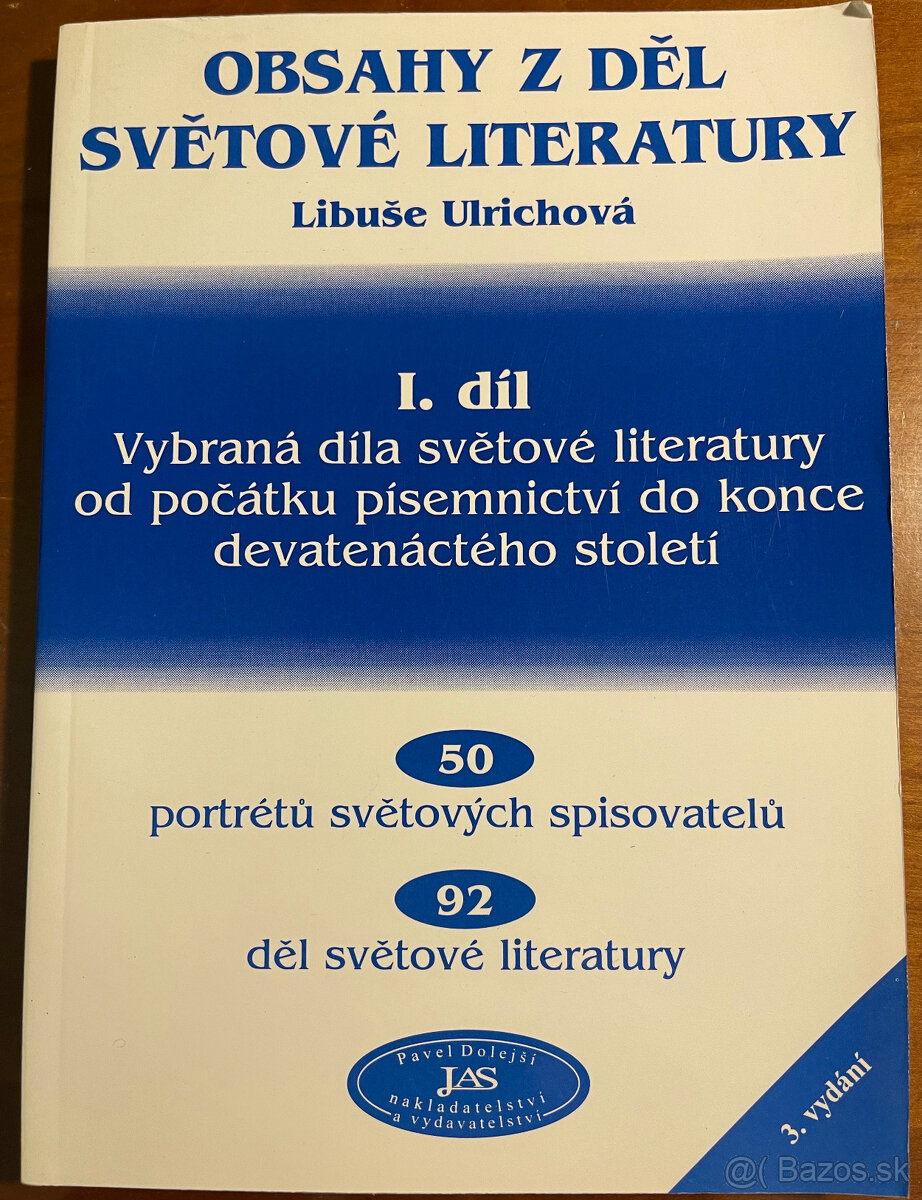 OBSAHY Z DĚL
SVĚTOVÉ LITERATURY
Libuše Ulrichová
I. díl
Vybraná díla světové literatury
od počátku písemnictví do konce
devatenáctého století
50
portrétů světových spisovatelů
92
děl světové literatury
Pavel Dolejší
JAS
nakladatelství
a vydavatelství
3. vydání
@( Bazos.sk